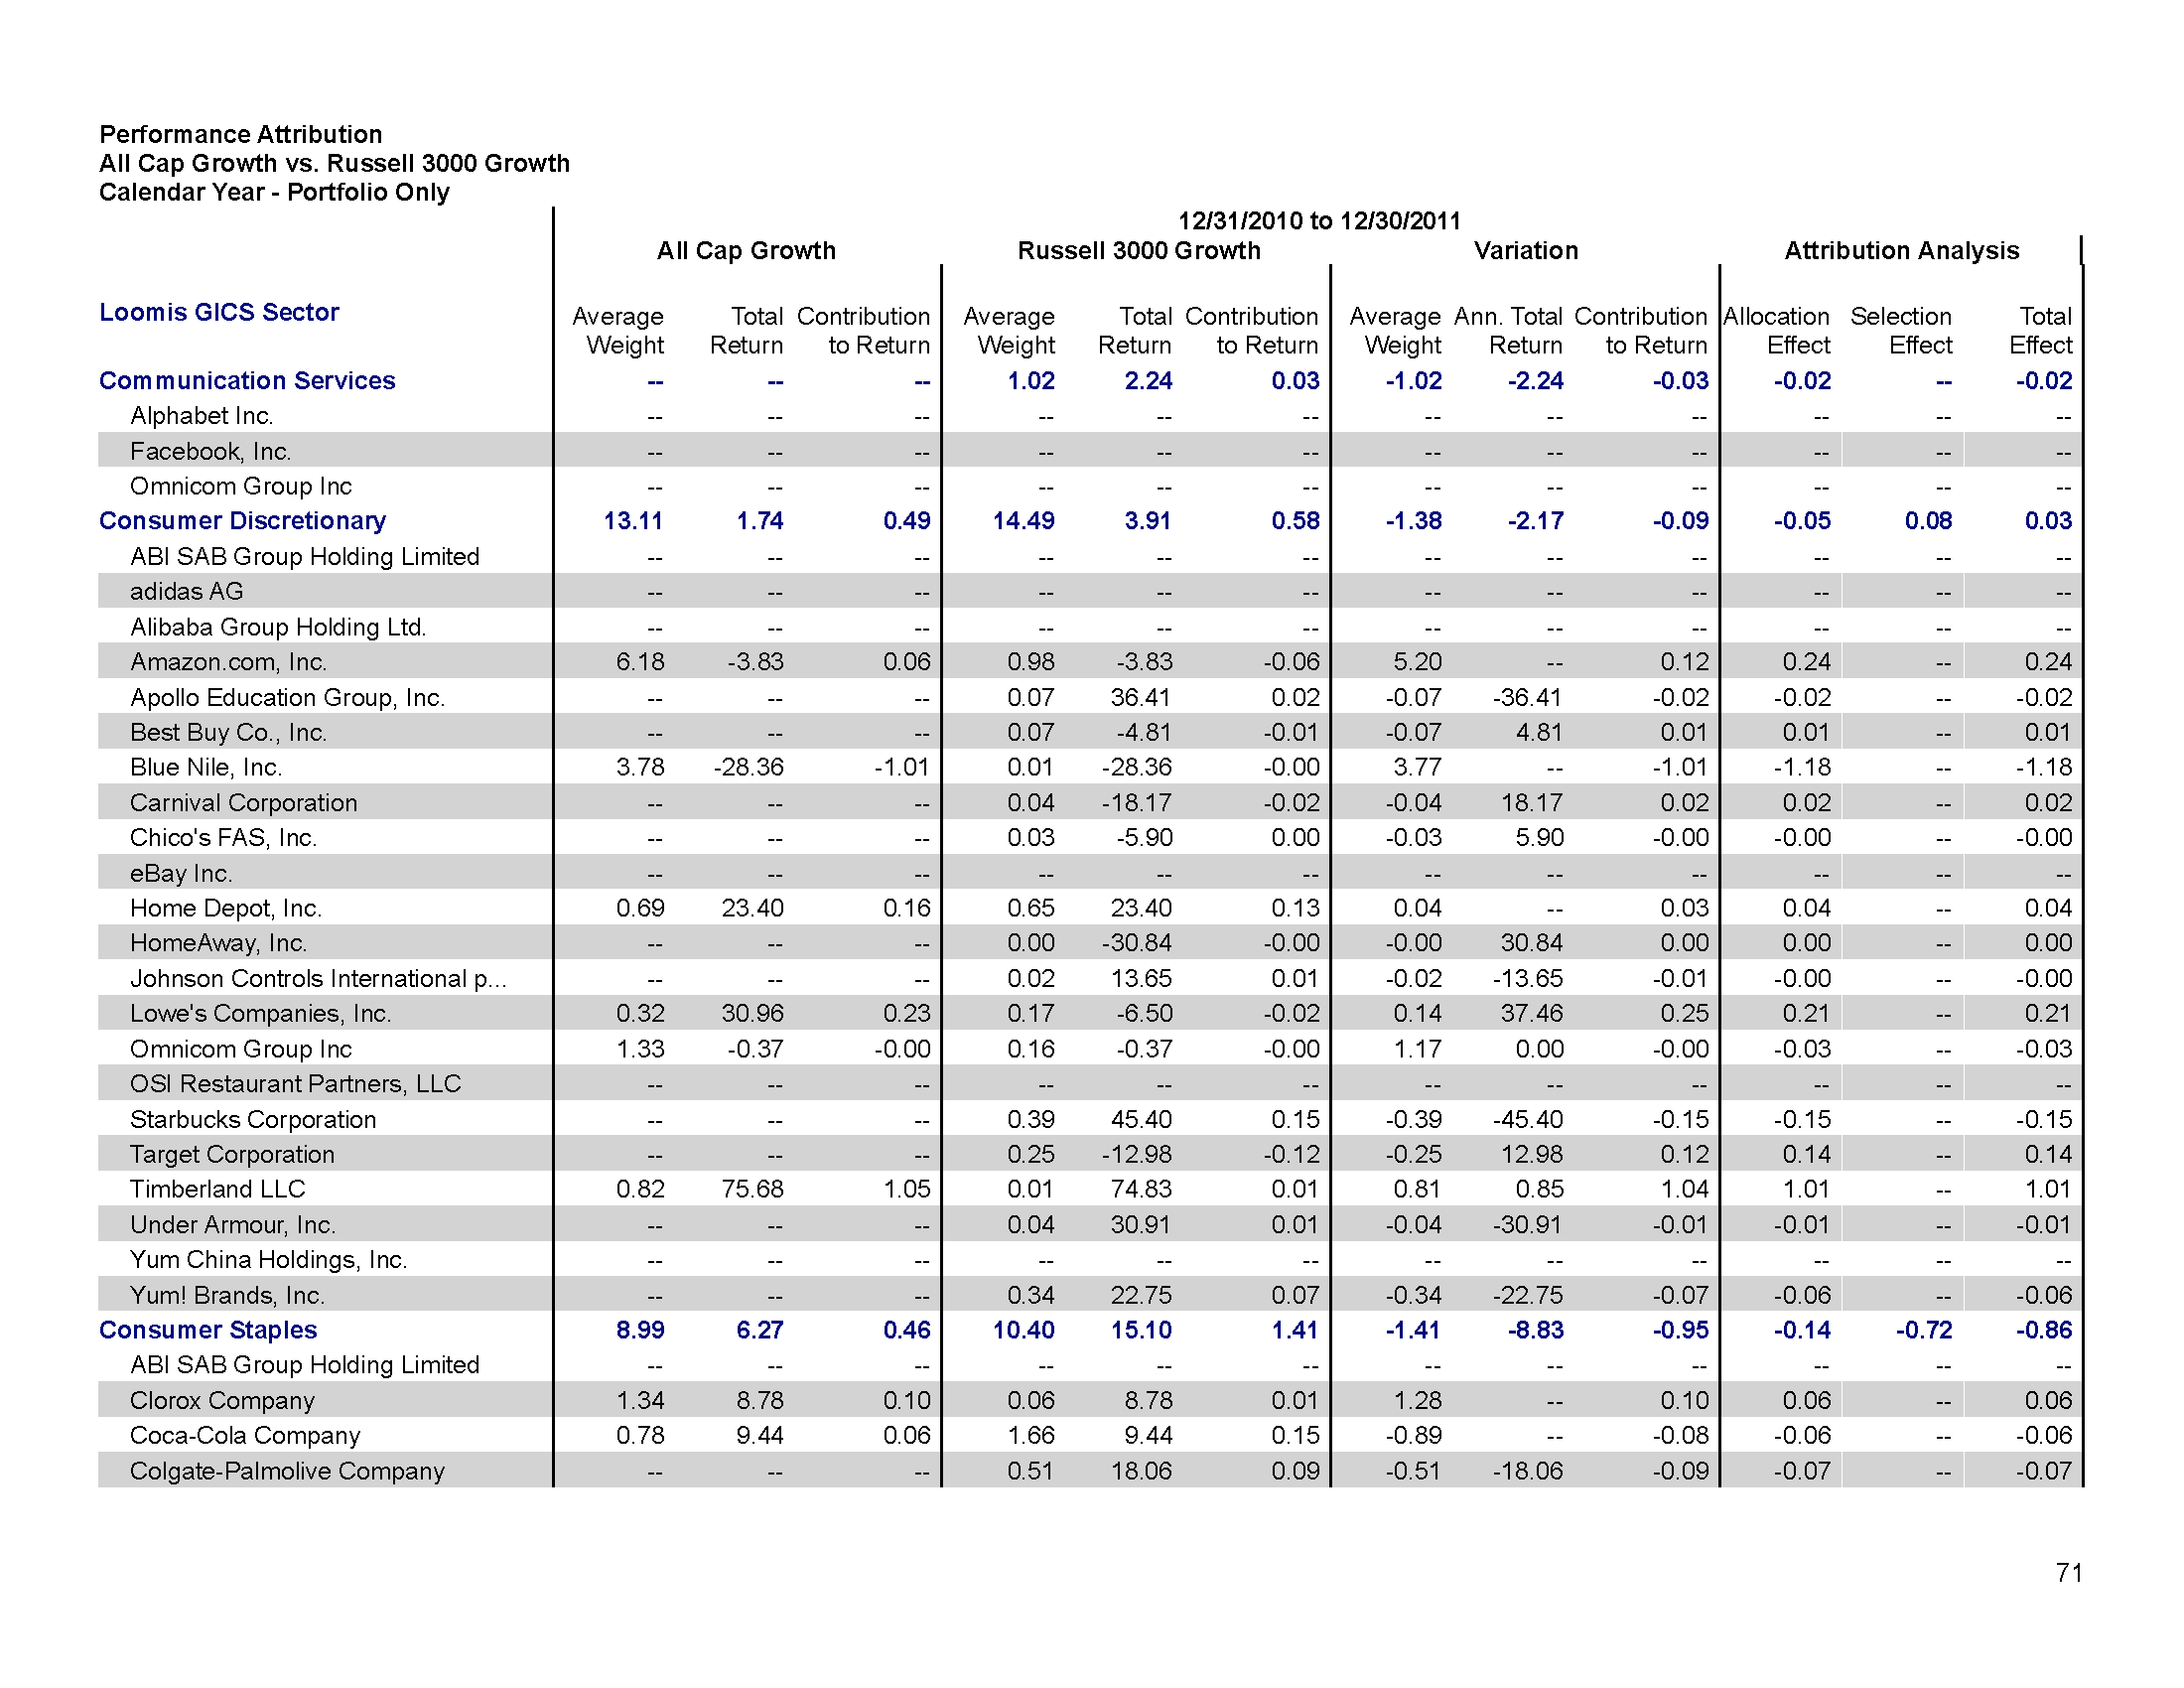 Performance Attribution
All Cap Growth vs. Russell 3000 Growth
Calendar Year - Portfolio Only
12/31/2010 to 12/30/2011
All Cap Growth Russell 3000 Growth Variation Attribution Analysis
Loomis GICS Sector
Average Total Contribution Average Total Contribution Average Ann. Total Contribution Allocation Selection Total
Weight Return to Return Weight Return to Return Weight Return to Return Effect Effect Effect
Communication Services -- -- -- 1.02 2.24 0.03 -1.02 -2.24 -0.03 -0.02 -- -0.02
Alphabet Inc. -- -- -- -- -- -- -- -- -- -- -- --
Facebook, Inc. -- -- -- -- -- -- -- -- -- -- -- --
Omnicom Group Inc -- -- -- -- -- -- -- -- -- -- -- --
Consumer Discretionary 13.11 1.74 0.49 14.49 3.91 0.58 -1.38 -2.17 -0.09 -0.05 0.08 0.03
ABI SAB Group Holding Limited -- -- -- -- -- -- -- -- -- -- -- --
adidas AG -- -- -- -- -- -- -- -- -- -- -- --
Alibaba Group Holding Ltd. -- -- -- -- -- -- -- -- -- -- -- --
Amazon.com, Inc. 6.18 -3.83 0.06 0.98 -3.83 -0.06 5.20 -- 0.12 0.24 -- 0.24
Apollo Education Group, Inc. -- -- -- 0.07 36.41 0.02 -0.07 -36.41 -0.02 -0.02 -- -0.02
Best Buy Co., Inc. -- -- -- 0.07 -4.81 -0.01 -0.07 4.81 0.01 0.01 -- 0.01
Blue Nile, Inc. 3.78 -28.36 -1.01 0.01 -28.36 -0.00 3.77 -- -1.01 -1.18 -- -1.18
Carnival Corporation -- -- -- 0.04 -18.17 -0.02 -0.04 18.17 0.02 0.02 -- 0.02
Chico's FAS, Inc. -- -- -- 0.03 -5.90 0.00 -0.03 5.90 -0.00 -0.00 -- -0.00
eBay Inc. -- -- -- -- -- -- -- -- -- -- -- --
Home Depot, Inc. 0.69 23.40 0.16 0.65 23.40 0.13 0.04 -- 0.03 0.04 -- 0.04
HomeAway, Inc. -- -- -- 0.00 -30.84 -0.00 -0.00 30.84 0.00 0.00 -- 0.00
Johnson Controls International p... -- -- -- 0.02 13.65 0.01 -0.02 -13.65 -0.01 -0.00 -- -0.00
Lowe's Companies, Inc. 0.32 30.96 0.23 0.17 -6.50 -0.02 0.14 37.46 0.25 0.21 -- 0.21
Omnicom Group Inc 1.33 -0.37 -0.00 0.16 -0.37 -0.00 1.17 0.00 -0.00 -0.03 -- -0.03
OSI Restaurant Partners, LLC -- -- -- -- -- -- -- -- -- -- -- --
Starbucks Corporation -- -- -- 0.39 45.40 0.15 -0.39 -45.40 -0.15 -0.15 -- -0.15
Target Corporation -- -- -- 0.25 -12.98 -0.12 -0.25 12.98 0.12 0.14 -- 0.14
Timberland LLC 0.82 75.68 1.05 0.01 74.83 0.01 0.81 0.85 1.04 1.01 -- 1.01
Under Armour, Inc. -- -- -- 0.04 30.91 0.01 -0.04 -30.91 -0.01 -0.01 -- -0.01
Yum China Holdings, Inc. -- -- -- -- -- -- -- -- -- -- -- --
Yum! Brands, Inc. -- -- -- 0.34 22.75 0.07 -0.34 -22.75 -0.07 -0.06 -- -0.06
Consumer Staples 8.99 6.27 0.46 10.40 15.10 1.41 -1.41 -8.83 -0.95 -0.14 -0.72 -0.86
ABI SAB Group Holding Limited -- -- -- -- -- -- -- -- -- -- -- --
Clorox Company 1.34 8.78 0.10 0.06 8.78 0.01 1.28 -- 0.10 0.06 -- 0.06
Coca-Cola Company 0.78 9.44 0.06 1.66 9.44 0.15 -0.89 -- -0.08 -0.06 -- -0.06
Colgate-Palmolive Company -- -- -- 0.51 18.06 0.09 -0.51 -18.06 -0.09 -0.07 -- -0.07
71